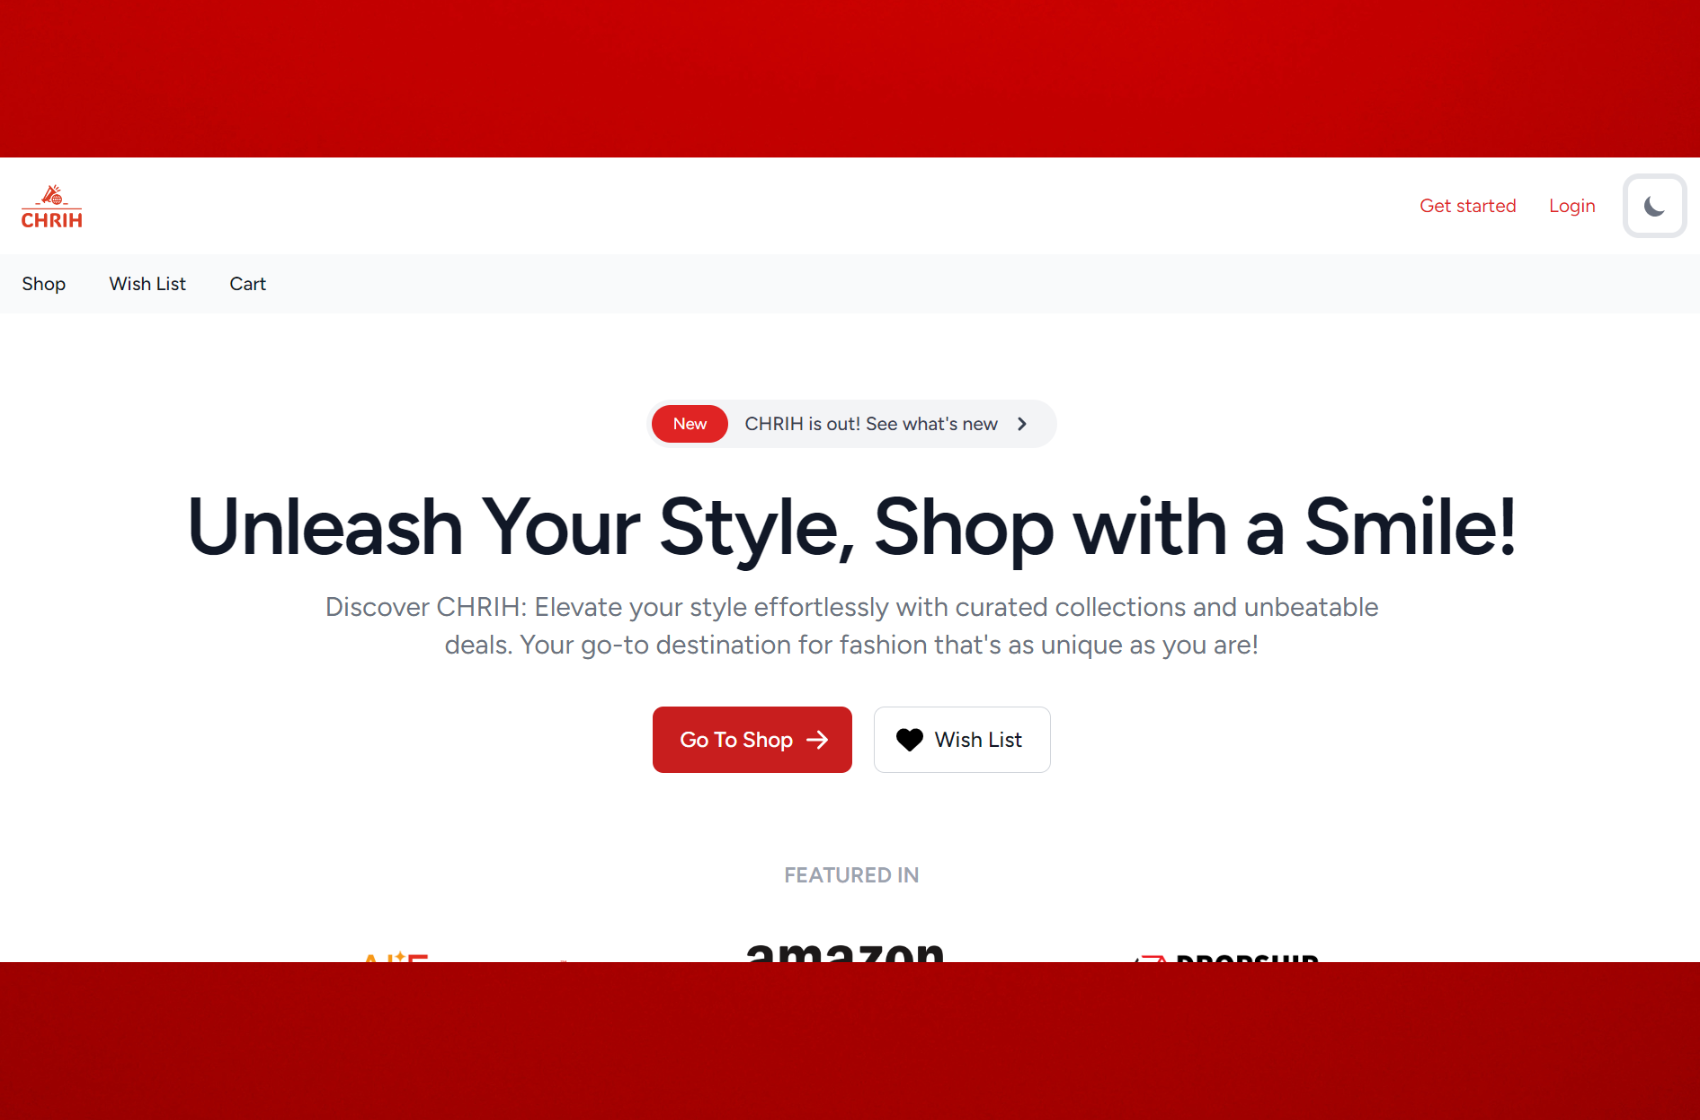 CHRIH
Get started
Login
Shop
Wish List
Cart
New
CHRIH is out! See what's new
Unleash Your Style, Shop with a Smile!
Discover CHRIH: Elevate your style effortlessly with curated collections and unbeatable
deals. Your go-to destination for fashion that's as unique as you are!
Go To Shop
Wish List
FEATURED IN
amazon
DROPSHIP